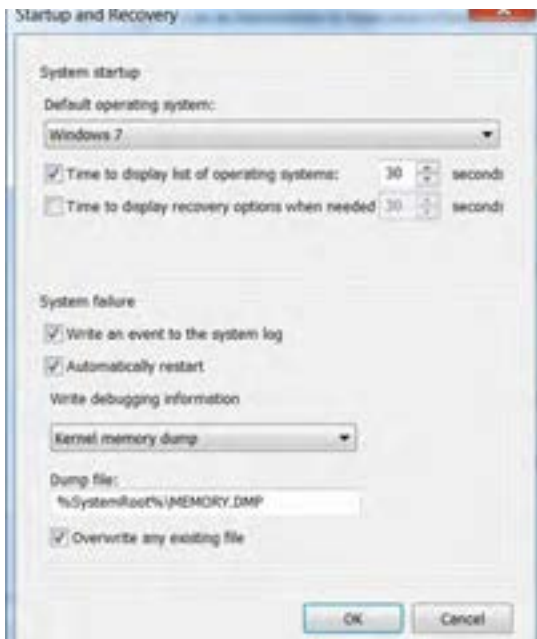 Startup and Recovery
System startup
Default operating system:
Windows 7
Time to display list of operating systems: 30 seconds
Time to display recovery options when needed 30 seconds
System failure
Write an event to the system log
Automatically restart
Write debugging information
Kernel memory dump
Dump file:
%SystemRoot%\MEMORY.DMP
Overwrite any existing file
OK Cancel